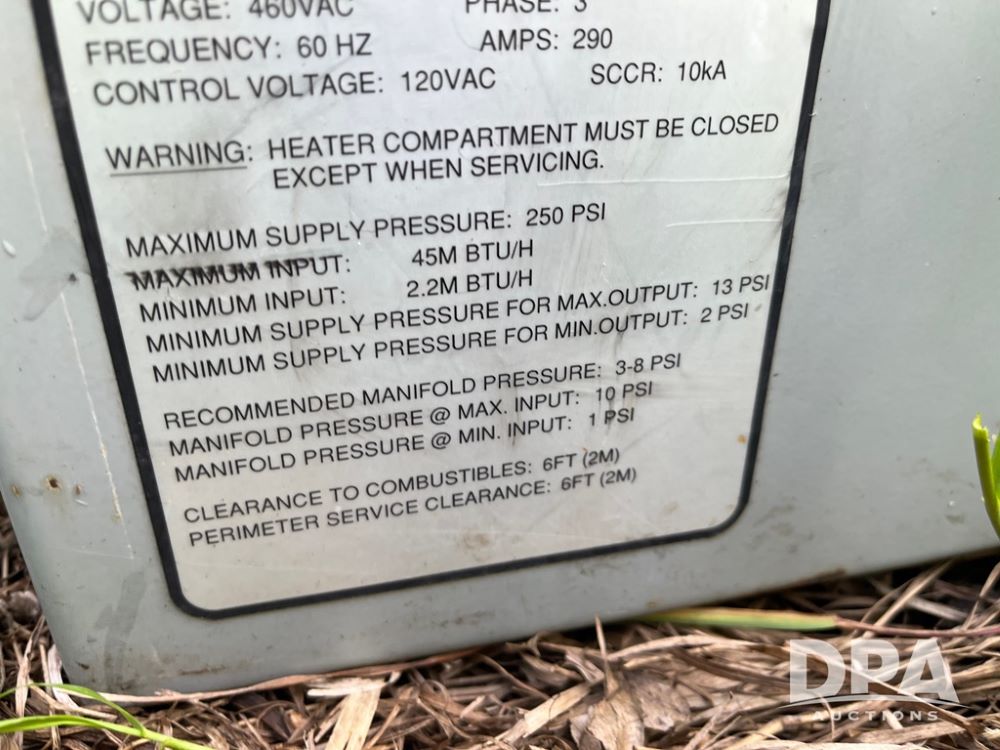 VOLTAGE: 460VAC PHASE: 3
FREQUENCY: 60 HZ AMPS: 290
CONTROL VOLTAGE: 120VAC SCCR: 10kA
WARNING: HEATER COMPARTMENT MUST BE CLOSED
EXCEPT WHEN SERVICING.
MAXIMUM SUPPLY PRESSURE: 250 PSI
MAXIMUM INPUT: 45M BTU/H
MINIMUM INPUT: 2.2M BTU/H
MINIMUM SUPPLY PRESSURE FOR MAX.OUTPUT: 13 PSI
MINIMUM SUPPLY PRESSURE FOR MIN.OUTPUT: 2 PSI
RECOMMENDED MANIFOLD PRESSURE: 3-8 PSI
MANIFOLD PRESSURE @ MAX. INPUT: 10 PSI
MANIFOLD PRESSURE @ MIN. INPUT: 1 PSI
CLEARANCE TO COMBUSTIBLES: 6FT (2M)
PERIMETER SERVICE CLEARANCE: 6FT (2M)
DPA
AUCTIONS